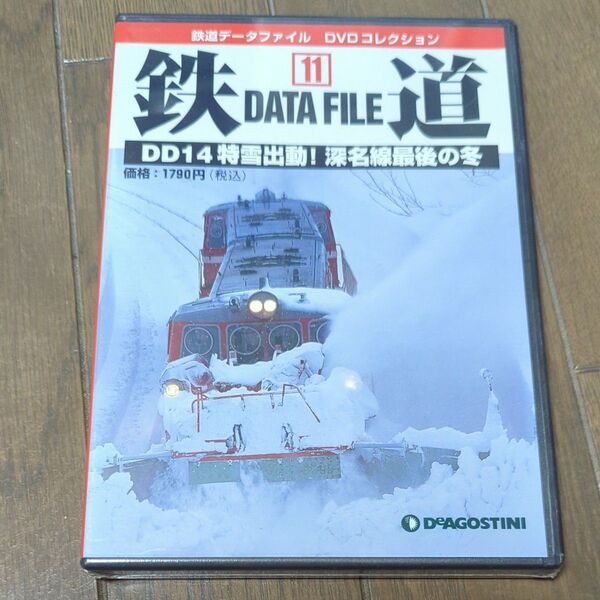 鉄道データファイル DVDコレクション
11
鉄 DATA FILE 道
DD14 特雪出動！深名線最後の冬
価格：1790円（税込）
DeAGOSTINI